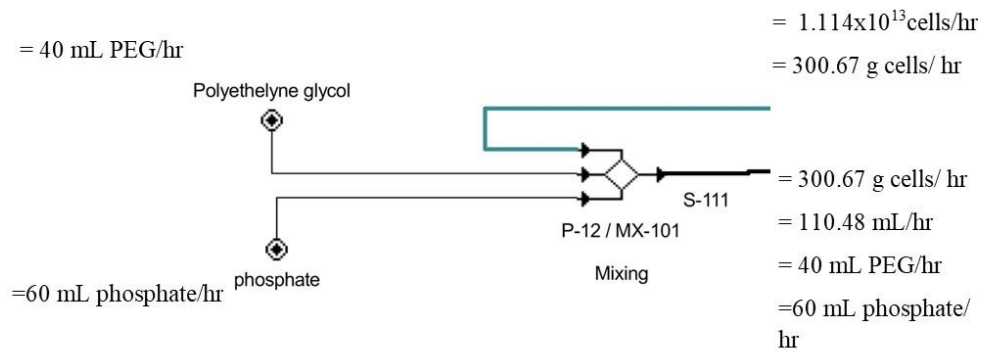 = 1.114x10¹³cells/hr
= 40 mL PEG/hr
= 300.67 g cells/ hr
Polyethelyne glycol
= 300.67 g cells/ hr
S-111
= 110.48 mL/hr
P-12 / MX-101
= 40 mL PEG/hr
Mixing
phosphate
=60 mL phosphate/hr
=60 mL phosphate/
hr